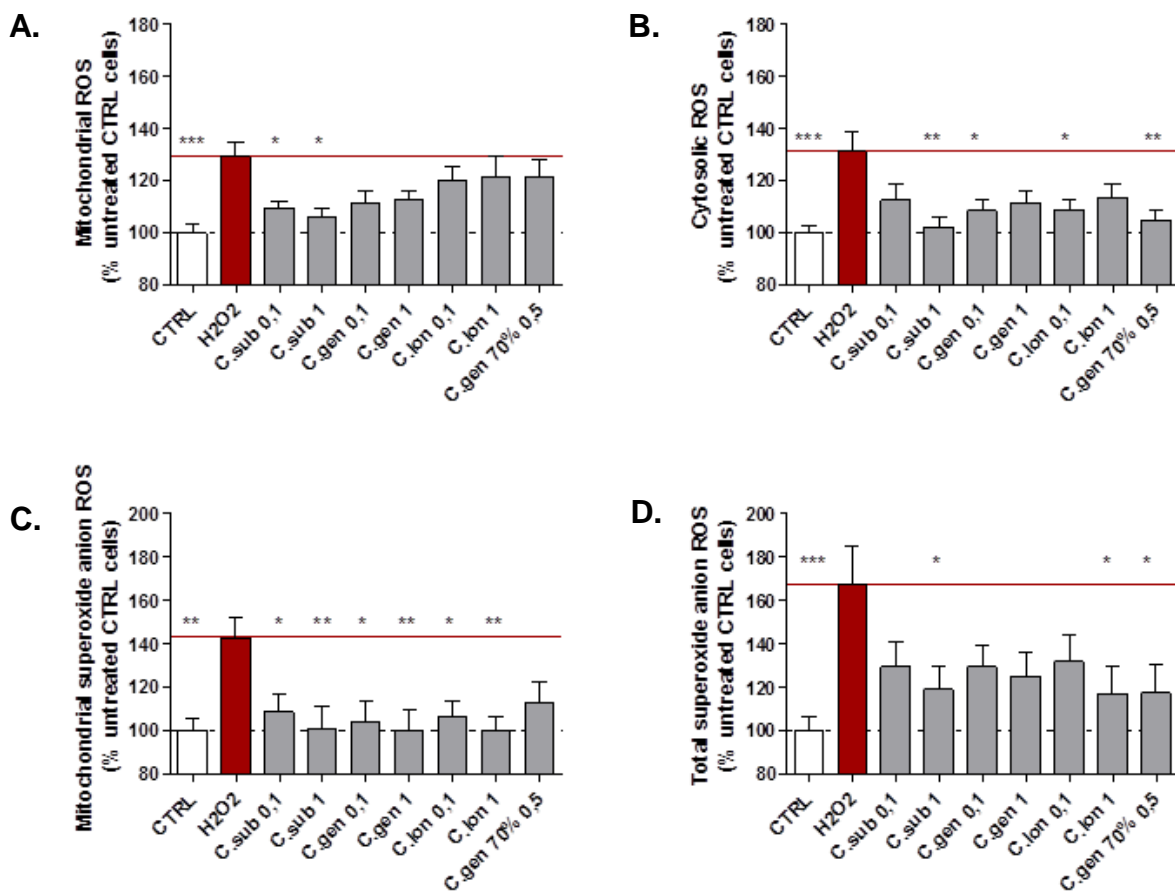 A.
Mitochondrial ROS
(% untreated CTRL cells)
180
160
140
120
100
80
*** * *
CTRL
H2O2
C.sub 0,1
C.sub 1
C.gen 0,1
C.gen 1
C.lon 0,1
C.lon 1
C.gen 70% 0,5
B.
Cytosolic ROS
(% untreated CTRL cells)
180
160
140
120
100
80
*** ** * * **
CTRL
H2O2
C.sub 0,1
C.sub 1
C.gen 0,1
C.gen 1
C.lon 0,1
C.lon 1
C.gen 70% 0,5
C.
Mitochondrial superoxide anion ROS
(% untreated CTRL cells)
200
180
160
140
120
100
80
** * ** * ** * **
CTRL
H2O2
C.sub 0,1
C.sub 1
C.gen 0,1
C.gen 1
C.lon 0,1
C.lon 1
C.gen 70% 0,5
D.
Total superoxide anion ROS
(% untreated CTRL cells)
200
180
160
140
120
100
80
*** * * *
CTRL
H2O2
C.sub 0,1
C.sub 1
C.gen 0,1
C.gen 1
C.lon 0,1
C.lon 1
C.gen 70% 0,5